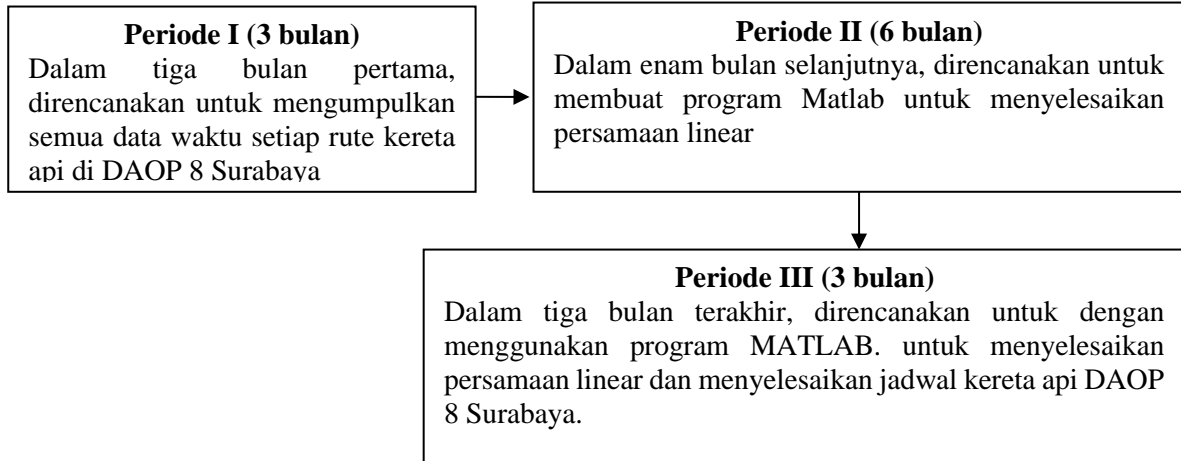 Periode I (3 bulan)
Dalam tiga bulan pertama,
direncanakan untuk mengumpulkan
semua data waktu setiap rute kereta
api di DAOP 8 Surabaya
Periode II (6 bulan)
Dalam enam bulan selanjutnya, direncanakan untuk
membuat program Matlab untuk menyelesaikan
persamaan linear
Periode III (3 bulan)
Dalam tiga bulan terakhir, direncanakan untuk dengan
menggunakan program MATLAB. untuk menyelesaikan
persamaan linear dan menyelesaikan jadwal kereta api DAOP
8 Surabaya.